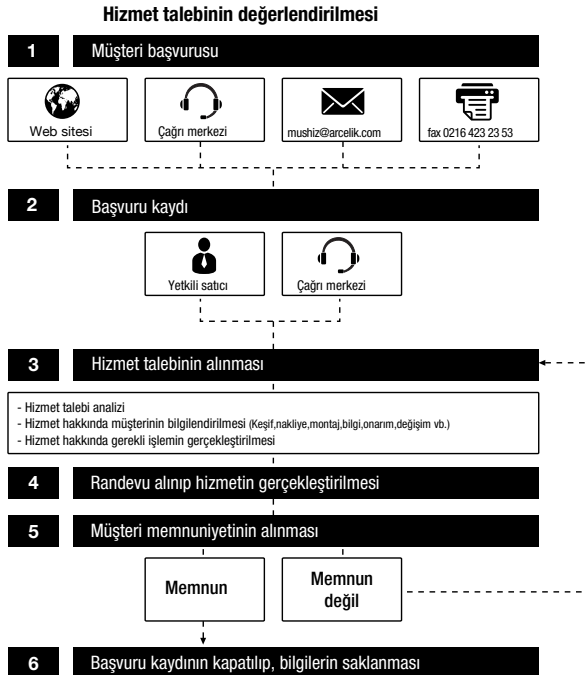 Hizmet talebinin değerlendirilmesi
1 Müşteri başvurusu
Web sitesi
Çağrı merkezi
mushiz@arcelik.com
fax 0216 423 23 53
2 Başvuru kaydı
Yetkili satıcı
Çağrı merkezi
3 Hizmet talebinin alınması
- Hizmet talebi analizi
- Hizmet hakkında müşterinin bilgilendirilmesi (Keşif,nakliye,montaj,bilgi,onarım,değişim vb.)
- Hizmet hakkında gerekli işlemin gerçekleştirilmesi
4 Randevu alınıp hizmetin gerçekleştirilmesi
5 Müşteri memnuniyetinin alınması
Memnun
Memnun
değil
6 Başvuru kaydının kapatılıp, bilgilerin saklanması